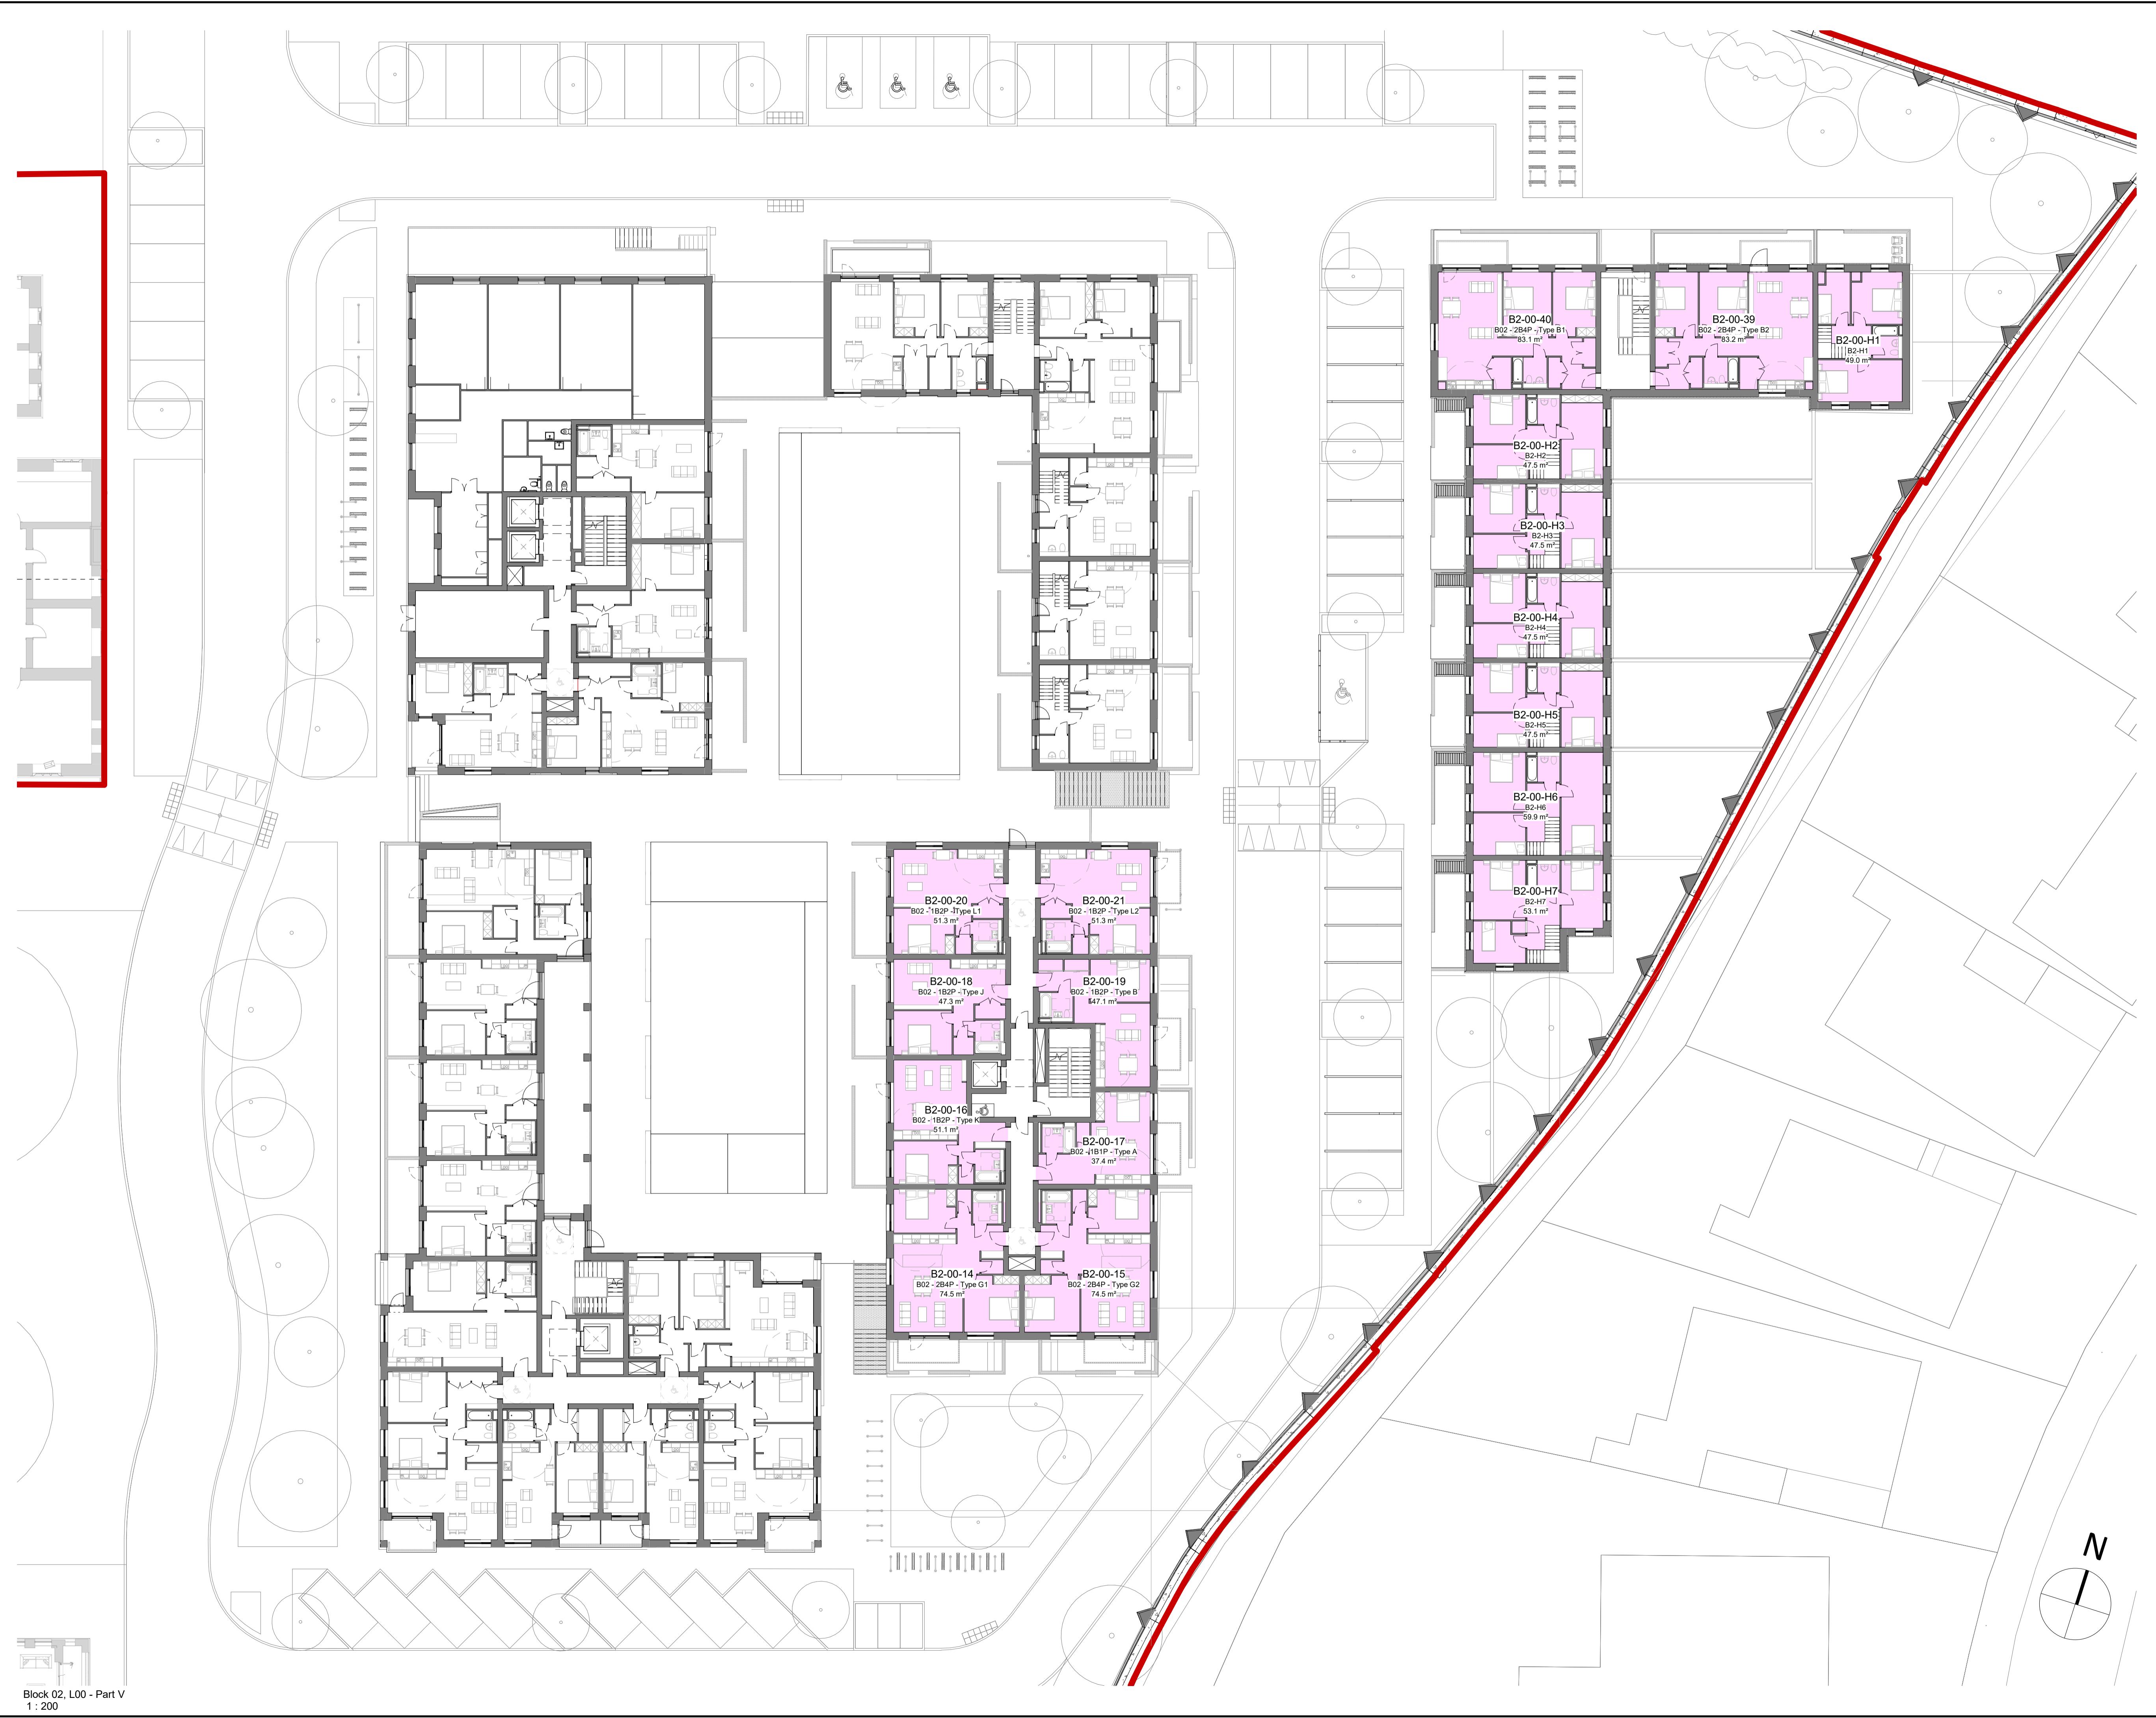 B2-00-40
B02 - 2B4P - Type B1
83.1 m²
B2-00-39
B02 - 2B4P - Type B2
83.2 m²
B2-00-H1
B2-H1
49.0 m²
B2-00-H2
B2-H2
47.5 m²
B2-00-H3
B2-H3
47.5 m²
B2-00-H4
B2-H4
47.5 m²
B2-00-H5
B2-H5
47.5 m²
B2-00-H6
B2-H6
59.9 m²
B2-00-H7
B2-H7
53.1 m²
B2-00-20
B02 - 1B2P - Type L1
51.3 m²
B2-00-21
B02 - 1B2P - Type L2
51.3 m²
B2-00-18
B02 - 1B2P - Type J
47.3 m²
B2-00-19
B02 - 1B2P - Type B
47.1 m²
B2-00-16
B02 - 1B2P - Type K
51.1 m²
B2-00-17
B02 - 1B1P - Type A
37.4 m²
B2-00-14
B02 - 2B4P - Type G1
74.5 m²
B2-00-15
B02 - 2B4P - Type G2
74.5 m²
N
Block 02, L00 - Part V
1 : 200